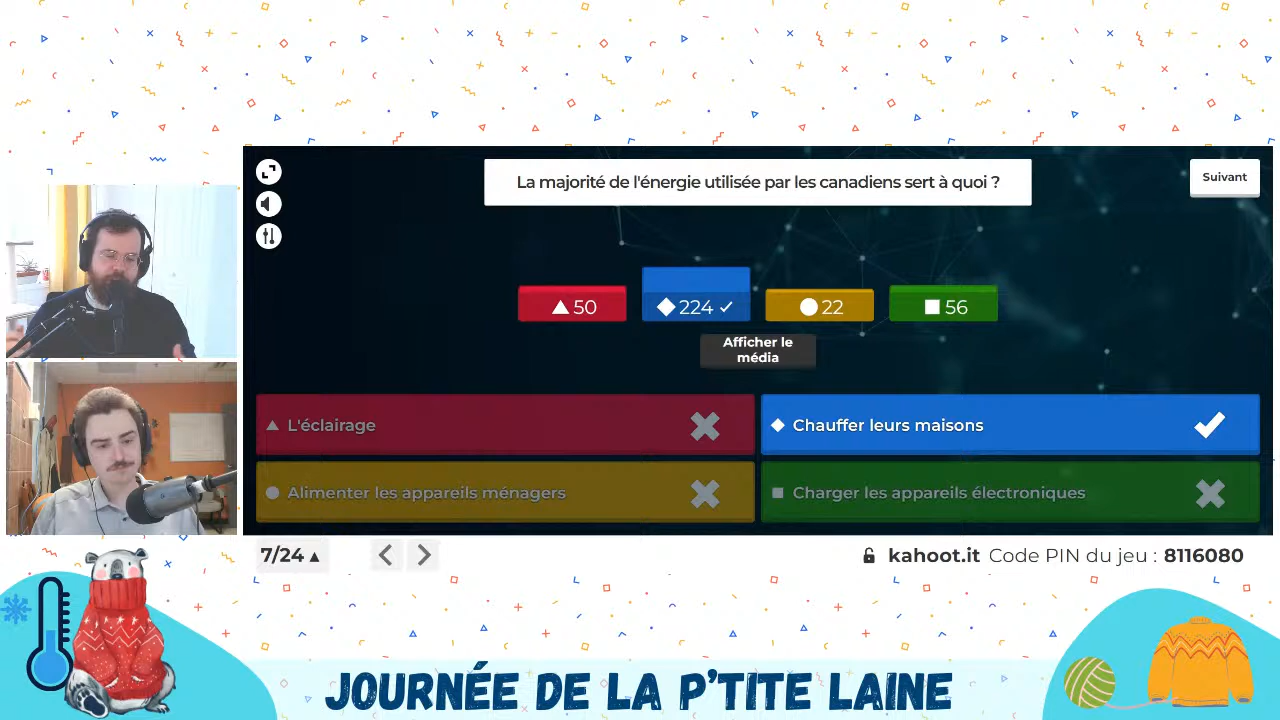 La majorité de l'énergie utilisée par les canadiens sert à quoi ?
Suivant
50
224
22
56
Afficher le
média
L'éclairage
Chauffer leurs maisons
Alimenter les appareils ménagers
Charger les appareils électroniques
7/24
kahoot.it Code PIN du jeu : 8116080
JOURNÉE DE LA P'TITE LAINE